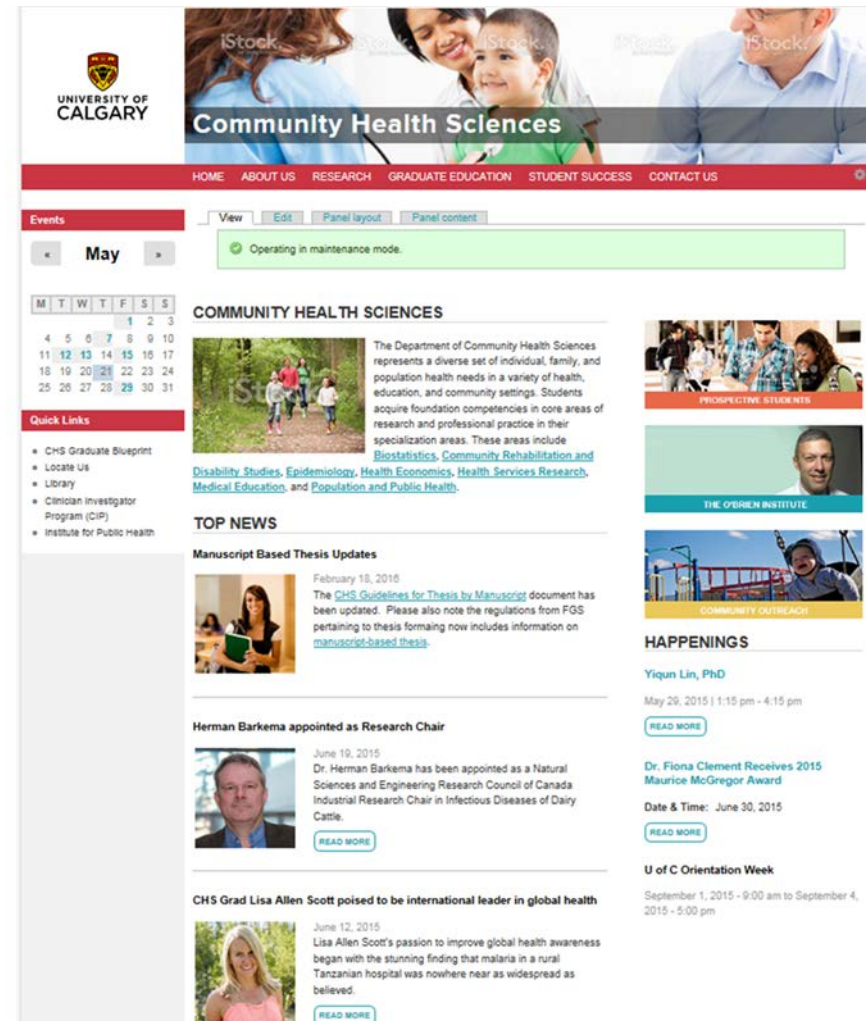 iStock. iStock. iStock. iStock. iStock.
UNIVERSITY OF
CALGARY
Community Health Sciences
HOME ABOUT US RESEARCH GRADUATE EDUCATION STUDENT SUCCESS CONTACT US
Events
« May »
M T W T F S S
1 2 3
4 5 6 7 8 9 10
11 12 13 14 15 16 17
18 19 20 21 22 23 24
25 26 27 28 29 30 31
Quick Links
CHS Graduate Blueprint
Locate Us
Library
Clinician Investigator
Program (CIP)
Institute for Public Health
View Edit Panel layout Panel content
Operating in maintenance mode.
COMMUNITY HEALTH SCIENCES
iStock
The Department of Community Health Sciences
represents a diverse set of individual, family, and
population health needs in a variety of health,
education, and community settings. Students
acquire foundation competencies in core areas of
research and professional practice in their
specialization areas. These areas include
Biostatistics, Community Rehabilitation and
Disability Studies, Epidemiology, Health Economics, Health Services Research,
Medical Education, and Population and Public Health.
TOP NEWS
Manuscript Based Thesis Updates
February 18, 2016
The CHS Guidelines for Thesis by Manuscript document has
been updated. Please also note the regulations from FGS
pertaining to thesis formaing now includes information on
manuscript-based thesis.
Herman Barkema appointed as Research Chair
June 19, 2015
Dr. Herman Barkema has been appointed as a Natural
Sciences and Engineering Research Council of Canada
Industrial Research Chair in Infectious Diseases of Dairy
Cattle.
READ MORE
CHS Grad Lisa Allen Scott poised to be international leader in global health
June 12, 2015
Lisa Allen Scott's passion to improve global health awareness
began with the stunning finding that malaria in a rural
Tanzanian hospital was nowhere near as widespread as
believed.
READ MORE
PROSPECTIVE STUDENTS
THE O'BRIEN INSTITUTE
COMMUNITY OUTREACH
HAPPENINGS
Yiqun Lin, PhD
May 29, 2015 | 1:15 pm - 4:15 pm
READ MORE
Dr. Fiona Clement Receives 2015
Maurice McGregor Award
Date & Time: June 30, 2015
READ MORE
U of C Orientation Week
September 1, 2015 - 9:00 am to September 4,
2015 - 5:00 pm